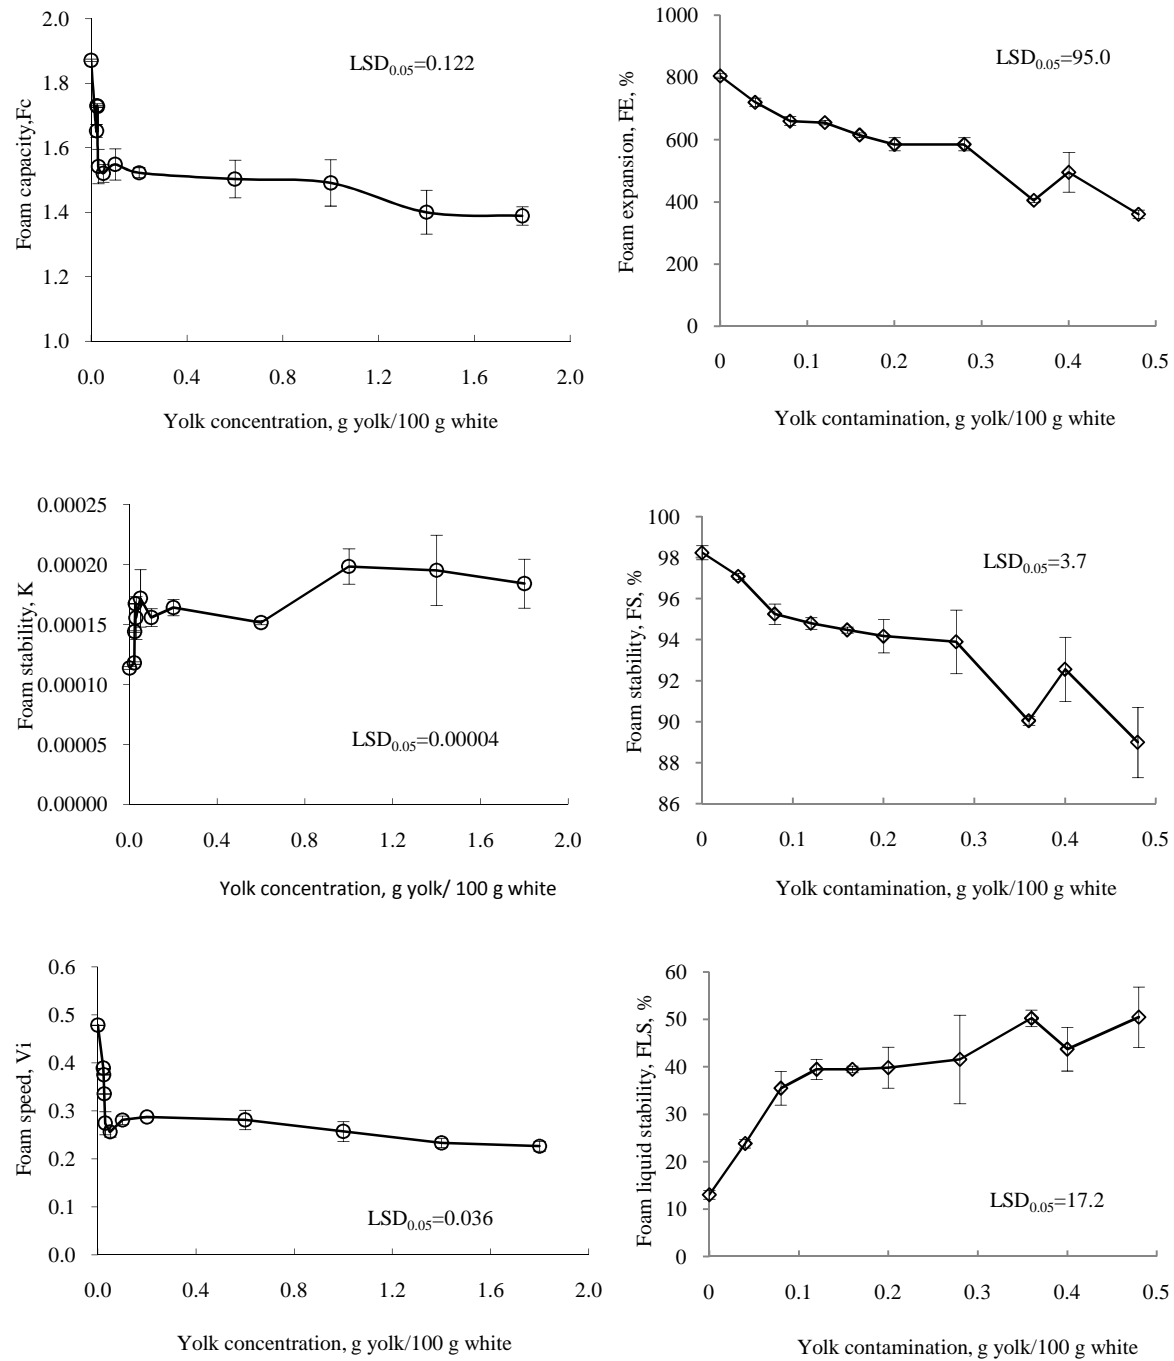 2.0
1.8
1.6
1.4
1.2
1.0
Foam capacity,Fc
LSD0.05=0.122
0.0 0.4 0.8 1.2 1.6 2.0
Yolk concentration, g yolk/100 g white
1000
800
600
400
200
0
Foam expansion, FE, %
LSD0.05=95.0
0 0.1 0.2 0.3 0.4 0.5
Yolk contamination, g yolk/100 g white
0.00025
0.00020
0.00015
0.00010
0.00005
0.00000
Foam stability, K
LSD0.05=0.00004
0.0 0.4 0.8 1.2 1.6 2.0
Yolk concentration, g yolk/ 100 g white
100
98
96
94
92
90
88
86
Foam stability, FS, %
LSD0.05=3.7
0 0.1 0.2 0.3 0.4 0.5
Yolk contamination, g yolk/100 g white
0.6
0.5
0.4
0.3
0.2
0.1
0.0
Foam speed, Vi
LSD0.05=0.036
0.0 0.4 0.8 1.2 1.6 2.0
Yolk concentration, g yolk/100 g white
60
50
40
30
20
10
0
Foam liquid stability, FLS, %
LSD0.05=17.2
0 0.1 0.2 0.3 0.4 0.5
Yolk contamination, g yolk/100 g white